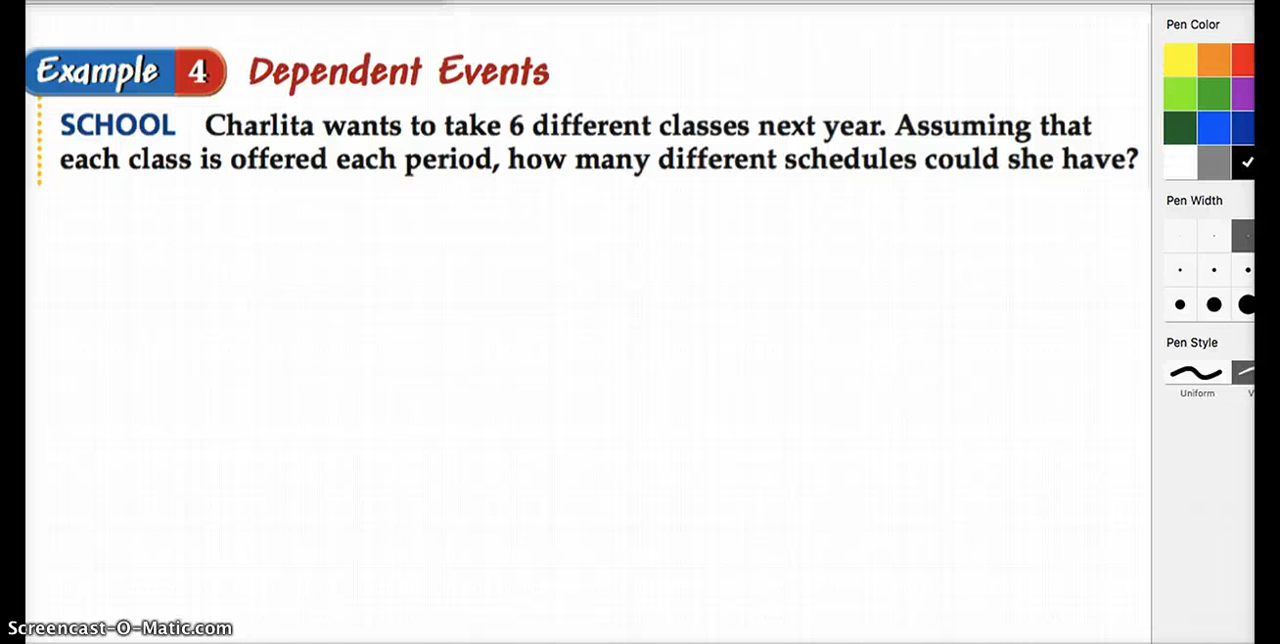 Example 4 Dependent Events
SCHOOL Charlita wants to take 6 different classes next year. Assuming that
each class is offered each period, how many different schedules could she have?
Pen Color
Pen Width
Pen Style
Uniform
Screencast-O-Matic.com